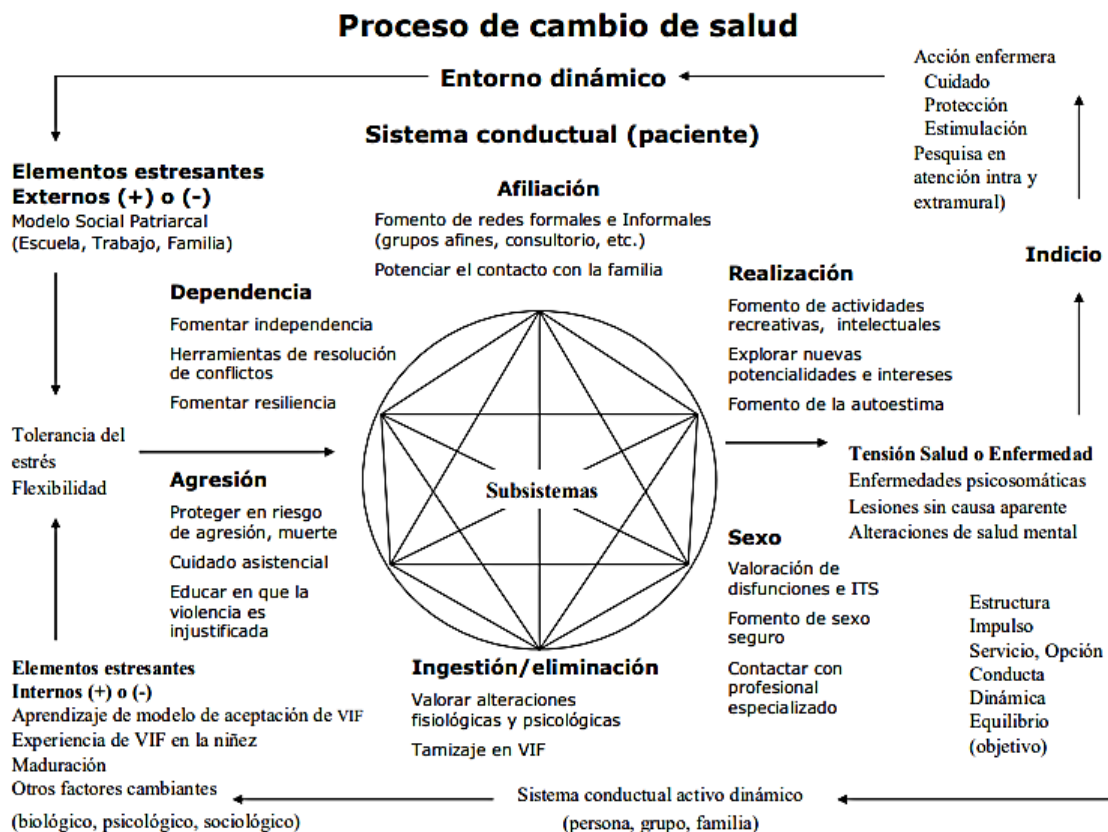 Proceso de cambio de salud
Entorno dinámico
Acción enfermera
Cuidado
Protección
Estimulación
Pesquisa en
atención intra y
extramural)
Sistema conductual (paciente)
Elementos estresantes
Externos (+) o (-)
Modelo Social Patriarcal
(Escuela, Trabajo, Familia)
Afiliación
Fomento de redes formales e Informales
(grupos afines, consultorio, etc.)
Potenciar el contacto con la familia
Indicio
Dependencia
Fomentar independencia
Herramientas de resolución
de conflictos
Fomentar resiliencia
Realización
Fomento de actividades
recreativas, intelectuales
Explorar nuevas
potencialidades e intereses
Fomento de la autoestima
Tolerancia del
estrés
Flexibilidad
Subsistemas
Tensión Salud o Enfermedad
Enfermedades psicosomáticas
Lesiones sin causa aparente
Alteraciones de salud mental
Agresión
Proteger en riesgo
de agresión, muerte
Cuidado asistencial
Educar en que la
violencia es
injustificada
Sexo
Valoración de
disfunciones e ITS
Fomento de sexo
seguro
Contactar con
profesional
especializado
Estructura
Impulso
Servicio, Opción
Conducta
Dinámica
Equilibrio
(objetivo)
Elementos estresantes
Internos (+) o (-)
Aprendizaje de modelo de aceptación de VIF
Experiencia de VIF en la niñez
Maduración
Otros factores cambiantes
(biológico, psicológico, sociológico)
Ingestión/eliminación
Valorar alteraciones
fisiológicas y psicológicas
Tamizaje en VIF
Sistema conductual activo dinámico
(persona, grupo, familia)